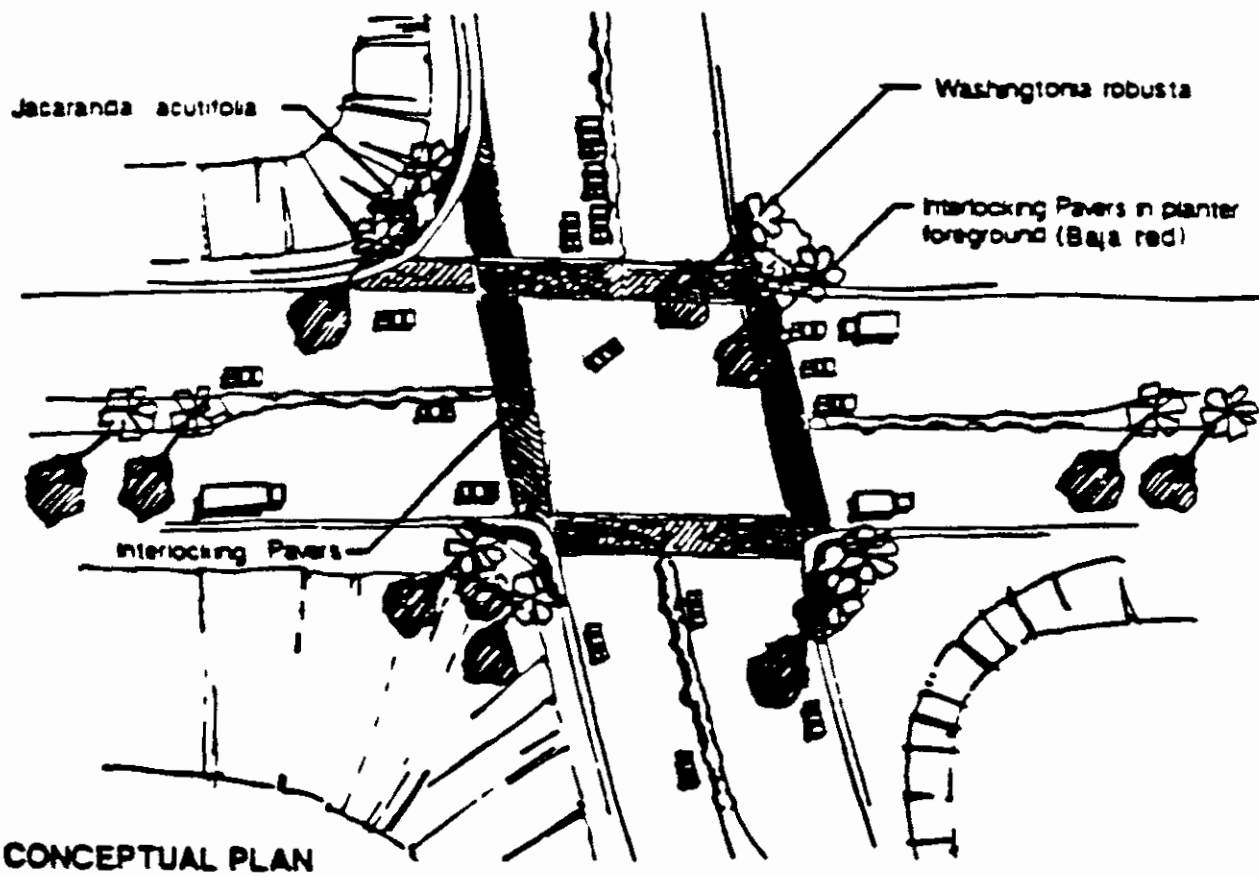 Jacaranda acutifolia
Washingtonia robusta
Interlocking Pavers in planter
foreground (Baja red)
Interlocking Pavers
CONCEPTUAL PLAN